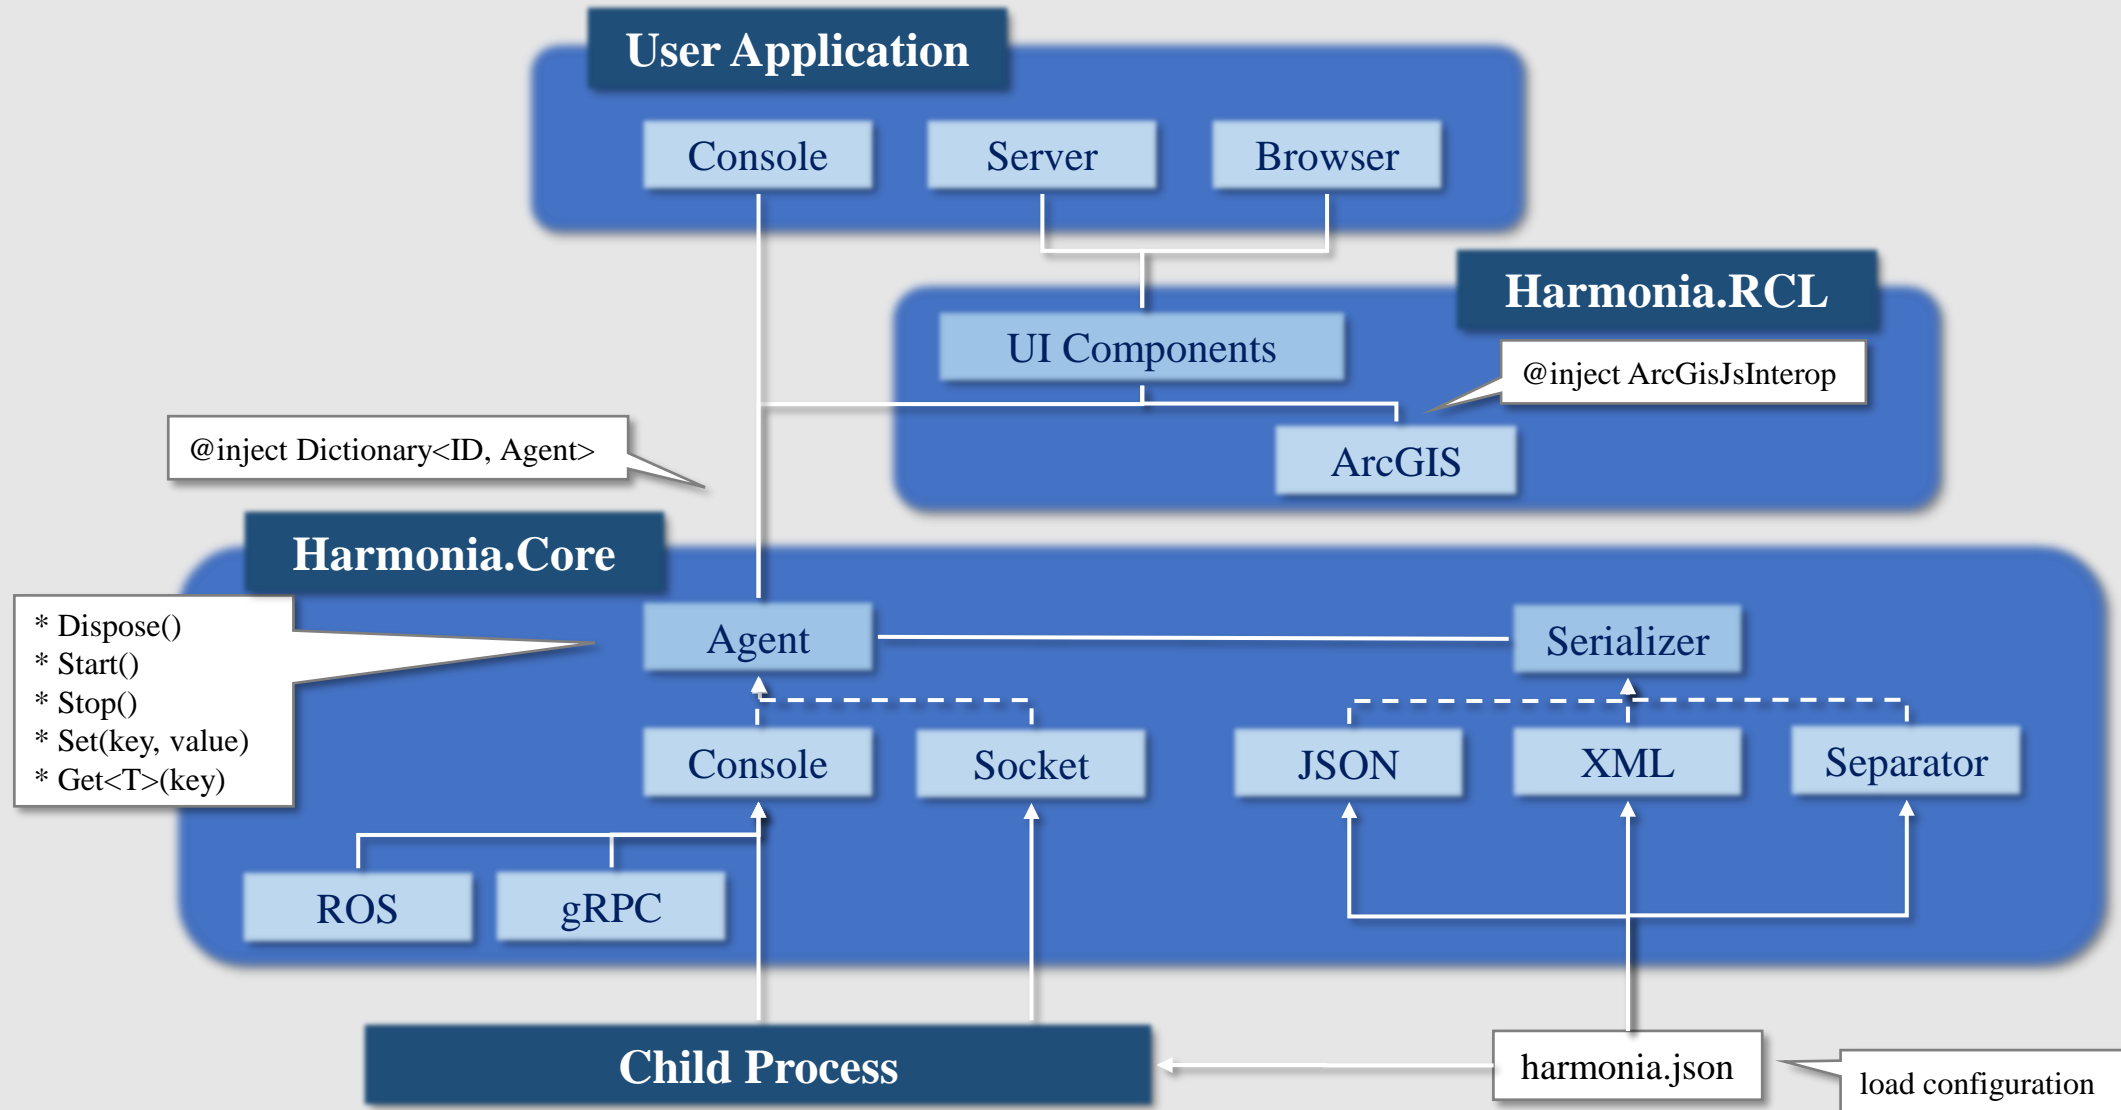 User Application
Console
Server
Browser
Harmonia.RCL
UI Components
@inject ArcGisJsInterop
@inject Dictionary<ID, Agent>
ArcGIS
Harmonia.Core
* Dispose()
* Start()
* Stop()
* Set(key, value)
* Get<T>(key)
Agent
Serializer
Console
Socket
JSON
XML
Separator
ROS
gRPC
Child Process
harmonia.json
load configuration